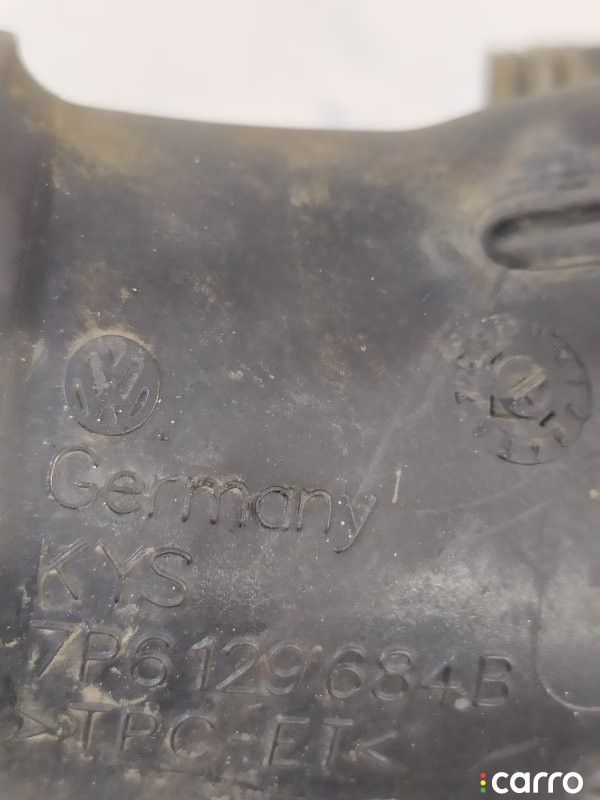 Germany
KYS
7P6 129 684 B
>TPC-ET<
carro